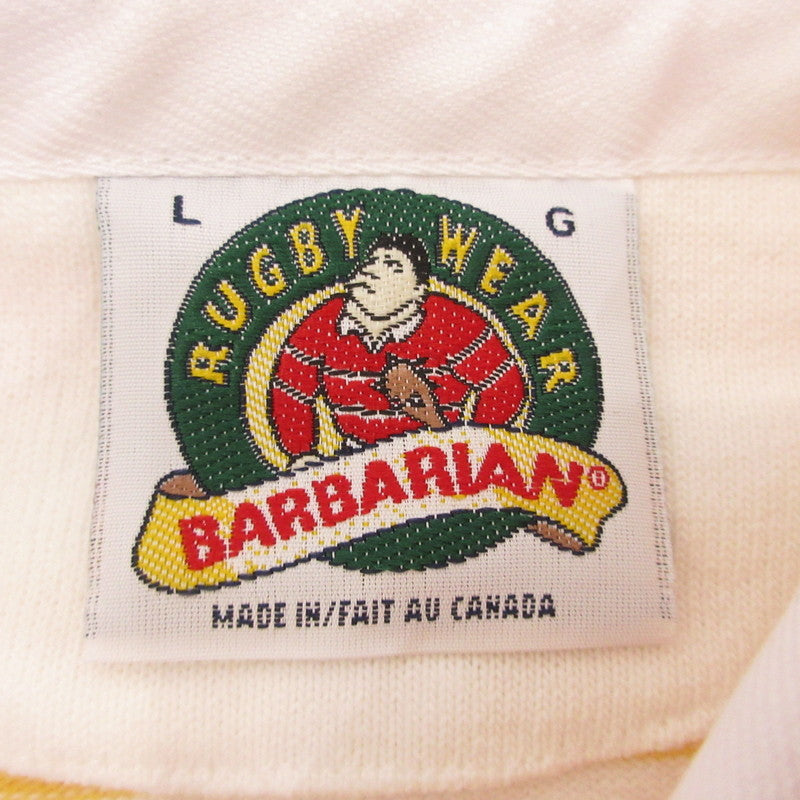 L G
RUGBY WEAR
BARBARIAN®
MADE IN/FAIT AU CANADA